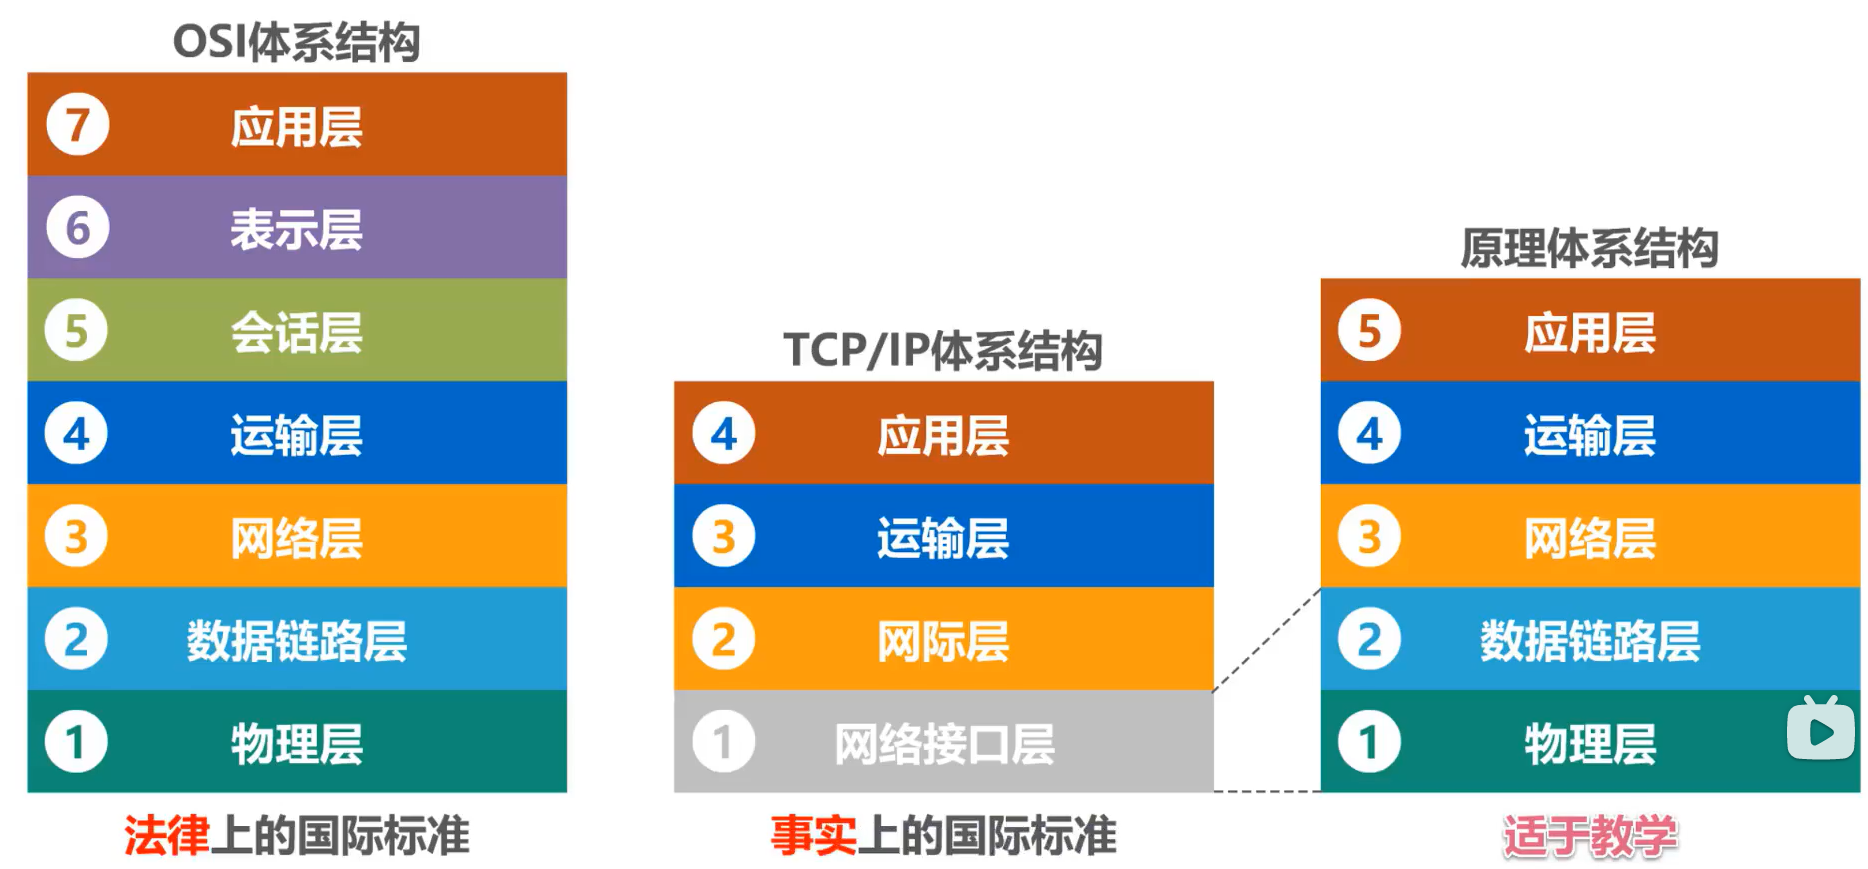 OSI体系结构
7 应用层
6 表示层
5 会话层
4 运输层
3 网络层
2 数据链路层
1 物理层
法律上的国际标准
TCP/IP体系结构
4 应用层
3 运输层
2 网际层
1 网络接口层
事实上的国际标准
原理体系结构
5 应用层
4 运输层
3 网络层
2 数据链路层
1 物理层
适于教学